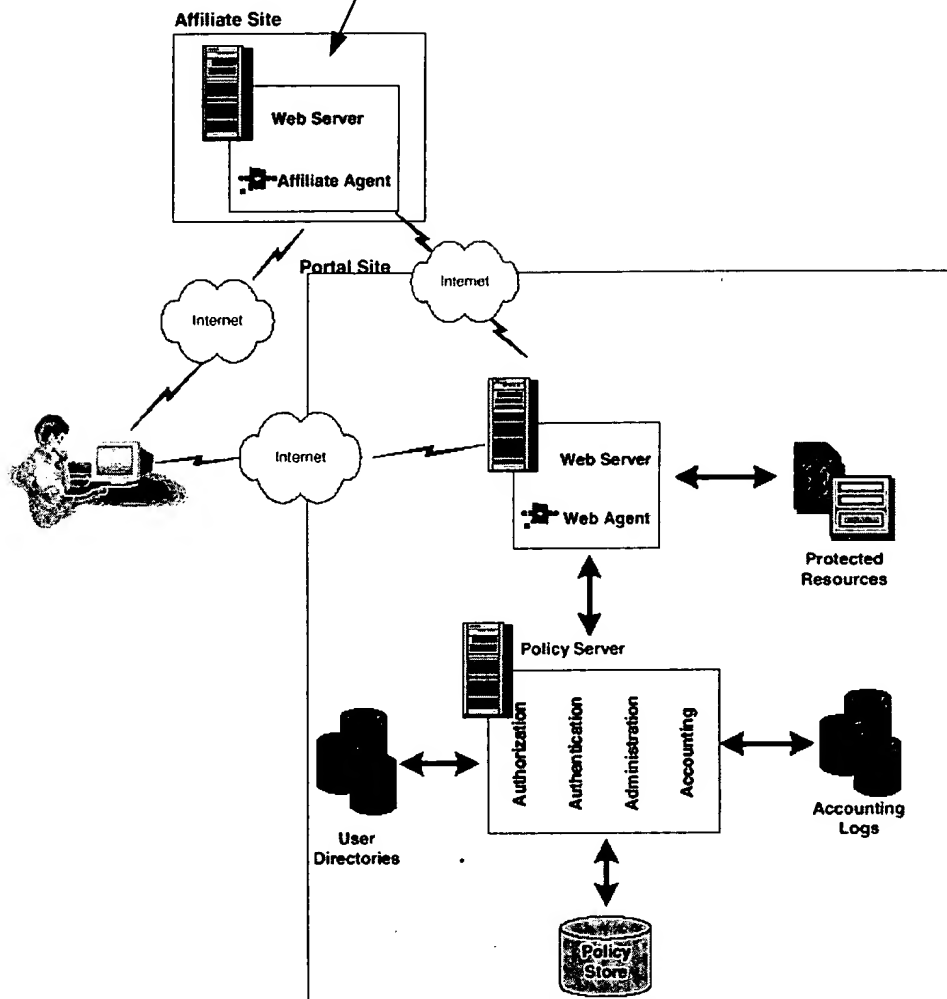 Affiliate Site
Web Server
Affiliate Agent
Portal Site
Internet
Internet
Internet
Web Server
Web Agent
Protected
Resources
Policy Server
Authorization
Authentication
Administration
Accounting
User
Directories
Accounting
Logs
Policy
Store